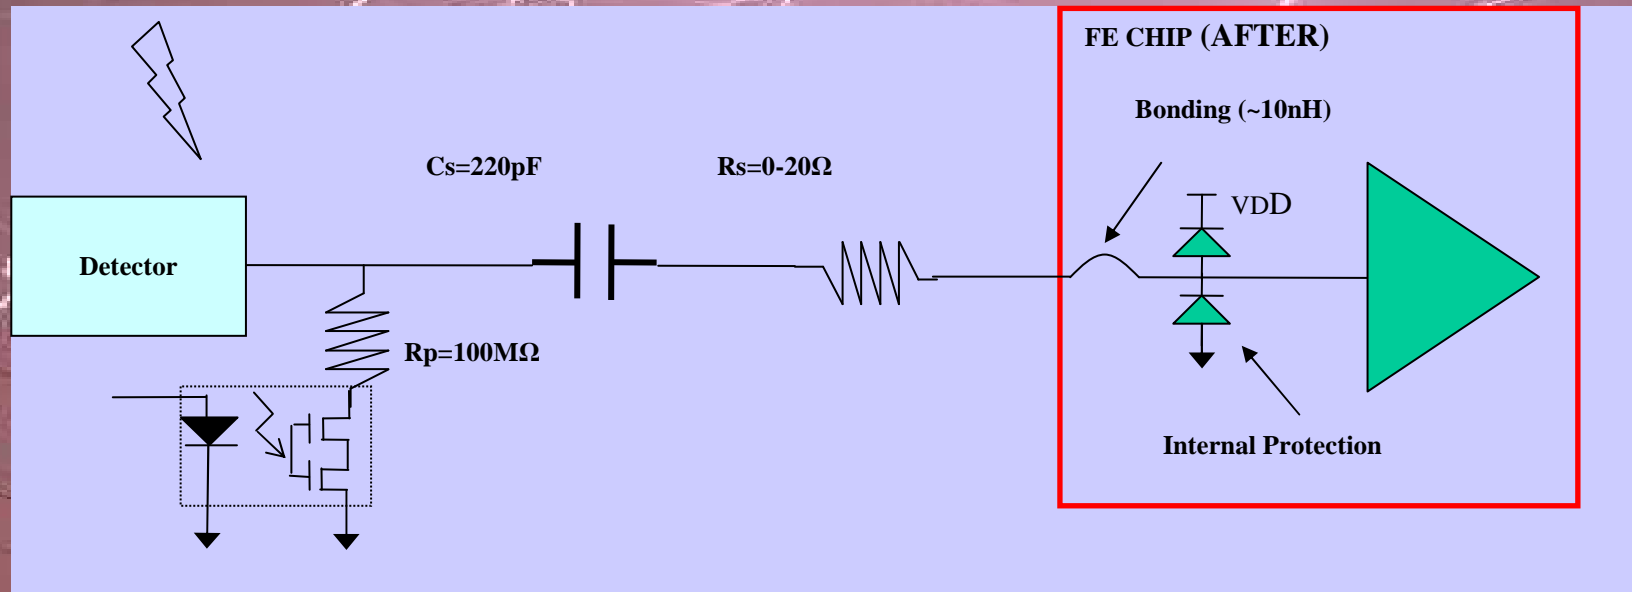 FE CHIP (AFTER)
Bonding (~10nH)
Cs=220pF
Rs=0-20Ω
VDD
Detector
Rp=100MΩ
Internal Protection